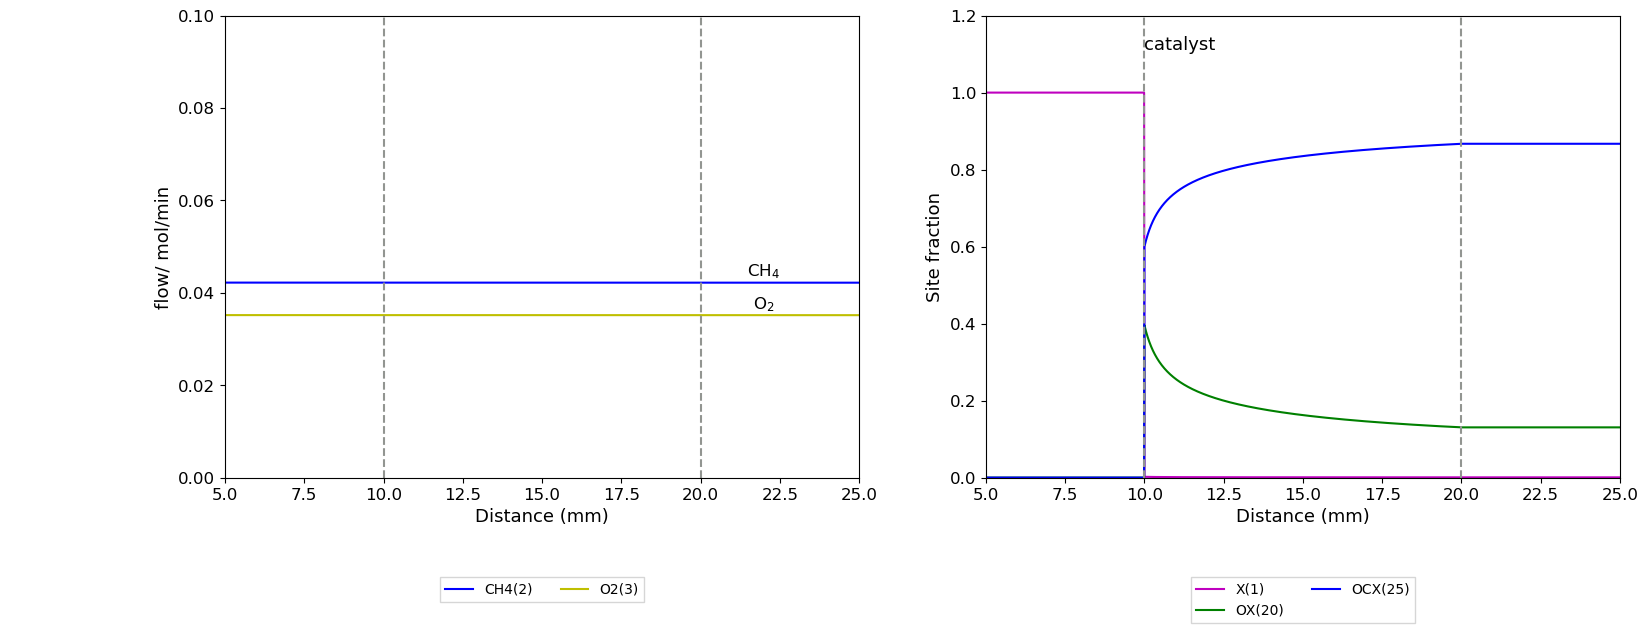 0.10
0.08
0.06
0.04
0.02
0.00
flow/ mol/min
CH₄
O₂
5.0 7.5 10.0 12.5 15.0 17.5 20.0 22.5 25.0
Distance (mm)
CH4(2) O2(3)
1.2
1.0
0.8
0.6
0.4
0.2
0.0
Site fraction
catalyst
5.0 7.5 10.0 12.5 15.0 17.5 20.0 22.5 25.0
Distance (mm)
X(1) OCX(25)
OX(20)